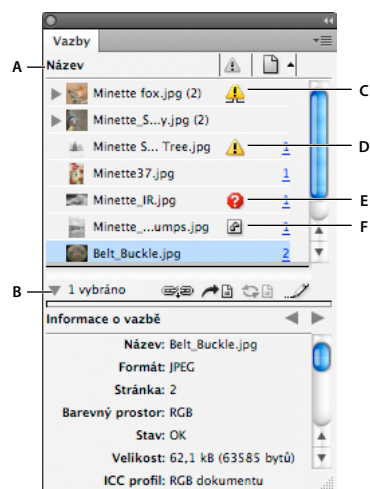 Vazby
A
Název
Minette fox.jpg (2)
C
Minette_S...y.jpg (2)
Minette S... Tree.jpg
1
D
Minette37.jpg
1
Minette_IR.jpg
1
E
Minette_...umps.jpg
1
F
Belt_Buckle.jpg
2
B
1 vybráno
Informace o vazbě
Název: Belt_Buckle.jpg
Formát: JPEG
Stránka: 2
Barevný prostor: RGB
Stav: OK
Velikost: 62,1 kB (63585 bytů)
ICC profil: RGB dokumentu